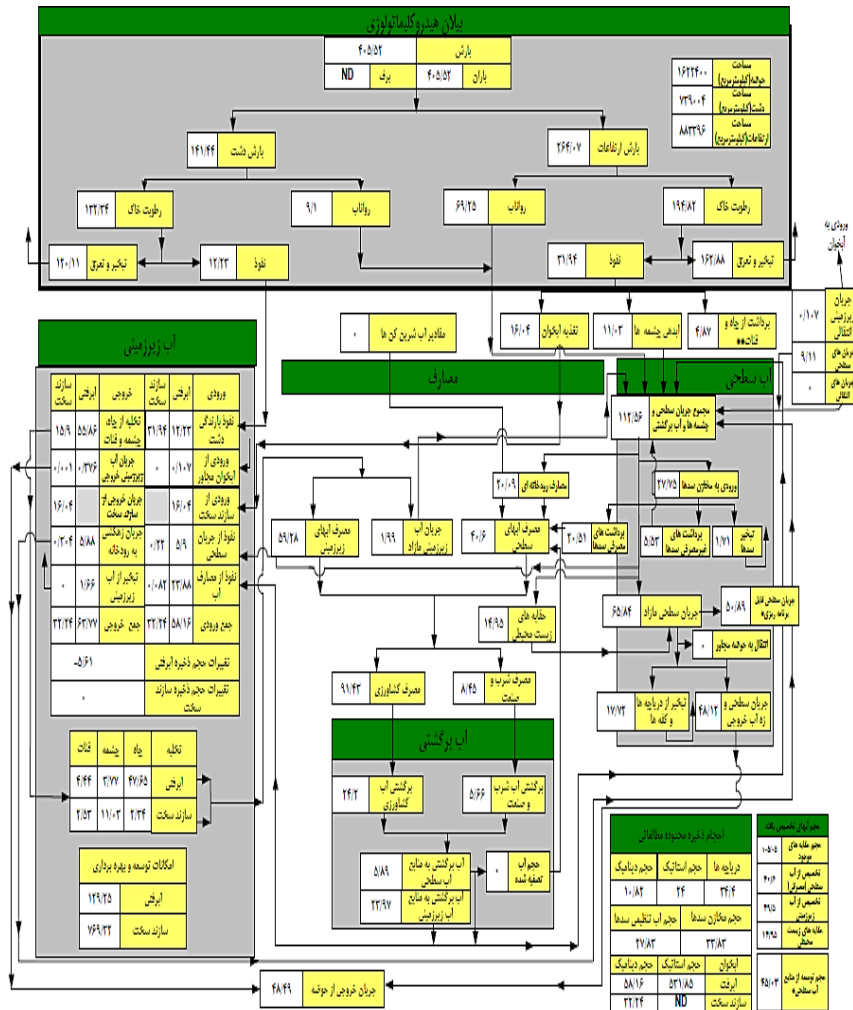 بیلان هیدروکلیماتولوژی
بارش ۴۰۵/۵۲
باران ۴۰۵/۵۲ برف ND
مساحت حوضه(کیلومترمربع) ۱۶۲۲۴۰۰
مساحت دشت(کیلومترمربع) ۷۳۹۰۰۴
مساحت ارتفاعات(کیلومترمربع) ۸۸۳۳۹۶
بارش ارتفاعات ۲۶۴/۰۷
بارش دشت ۱۴۱/۴۴
رطوبت خاک ۱۹۴/۸۲
رواناب ۶۹/۲۵
رواناب ۹/۱
رطوبت خاک ۱۳۲/۳۴
تبخیر و تعرق ۱۶۲/۸۸
نفوذ ۳۱/۹۴
نفوذ ۱۲/۲۳
تبخیر و تعرق ۱۲۰/۱۱
ورودی به آبخوان
جریان زیرزمینی انتقالی ۰/۱۰۷
جریان های سطحی ۹/۱۱
جریان های انتقالی ۰
برداشت از چاه و قنات** ۴/۸۷
آبدهی چشمه ها ۱۱/۰۳
تغذیه آبخوان ۱۶/۰۴
مقادیر آب شیرین کن ها ۰
آب سطحی
مجموع جریان سطحی و چشمه ها و آب برگشتی ۱۱۲/۵۶
ورودی به مخازن سدها ۲۷/۷۵
تبخیر سدها ۱/۷۱
برداشت های غیرمصرفی سدها ۵/۵۳
برداشت های مصرفی سدها ۲۰/۵۱
جریان سطحی مازاد ۶۵/۸۴
جریان سطحی قابل برنامه ریزی* ۵۰/۸۹
انتقال به حوضه مجاور ۰
جریان سطحی و زه آب خروجی ۴۸/۱۲
تبخیر از دریاچه ها و کفه ها ۱۷/۷۲
مصارف
مصارف رودخانه ای ۲۰/۰۹
مصرف آبهای سطحی ۴۰/۶
جریان آب زیرزمینی مازاد ۱/۹۹
مصرف آبهای زیرزمینی ۵۹/۲۸
حقابه های زیست محیطی ۱۴/۹۵
مصرف شرب و صنعت ۸/۴۵
مصرف کشاورزی ۹۱/۴۳
آب برگشتی
برگشتی آب شرب و صنعت ۵/۶۶
برگشتی آب کشاورزی ۲۴/۲
حجم آب تصفیه شده ۰
آب برگشتی به منابع آب سطحی ۵/۸۹
آب برگشتی به منابع آب زیرزمینی ۲۳/۹۷
آب زیرزمینی
ورودی آبرفتی سازند سخت خروجی آبرفتی سازند سخت
نفوذ بارندگی دشت ۱۲/۲۳ ۳۱/۹۴ تخلیه از چاه، چشمه و قنات ۵۵/۸۶ ۱۵/۹
ورودی از آبخوان مجاور ۰/۱۰۷ ۰ جریان آب زیرزمینی خروجی ۰/۳۷۶ ۰/۰۰۱
ورودی از سازند سخت ۱۶/۰۴ جریان خروجی از سازند سخت ۱۶/۰۴
نفوذ از جریان سطحی ۵/۹ ۰/۲۲ جریان زهکشی به رودخانه ۵/۸۸ ۰/۳۰۴
نفوذ از مصارف آب ۲۳/۸۸ ۰/۰۸۲ تبخیر از آب زیرزمینی ۱/۶۶ ۰
جمع ورودی ۵۸/۱۶ ۳۲/۲۴ جمع خروجی ۶۳/۷۷ ۳۲/۲۴
تغییرات حجم ذخیره آبرفتی -۵/۶۱
تغییرات حجم ذخیره سازند سخت ۰
تخلیه چاه چشمه قنات
آبرفتی ۴۷/۶۵ ۳/۷۷ ۴/۴۴
سازند سخت ۲/۳۴ ۱۱/۰۳ ۲/۵۳
امکانات توسعه و بهره برداری
آبرفتی ۱۲۹/۲۵
سازند سخت ۷۶۹/۳۲
جریان خروجی از حوضه ۴۸/۴۹
احجام ذخیره محدوده مطالعاتی
دریاچه ها حجم استاتیک حجم دینامیک
۳۴/۴ ۲۴ ۱۰/۸۲
حجم مخازن سدها حجم آب تنظیمی سدها
۳۳/۸۳ ۲۷/۸۳
آبخوان حجم استاتیک حجم دینامیک
آبرفت ۵۳۱/۸۵ ۵۸/۱۶
سازند سخت ND ۳۲/۲۴
حجم آبهای تخصیص یافته
حجم حقابه های موجود ۱۰۵/۰۵
تخصیص از آب سطحی(مصرفی) ۴۰/۶
تخصیص از آب زیرزمینی ۴۹/۵
حقابه های زیست محیطی ۱۴/۹۵
حجم توسعه از منابع آب سطحی* ۴۵/۰۳